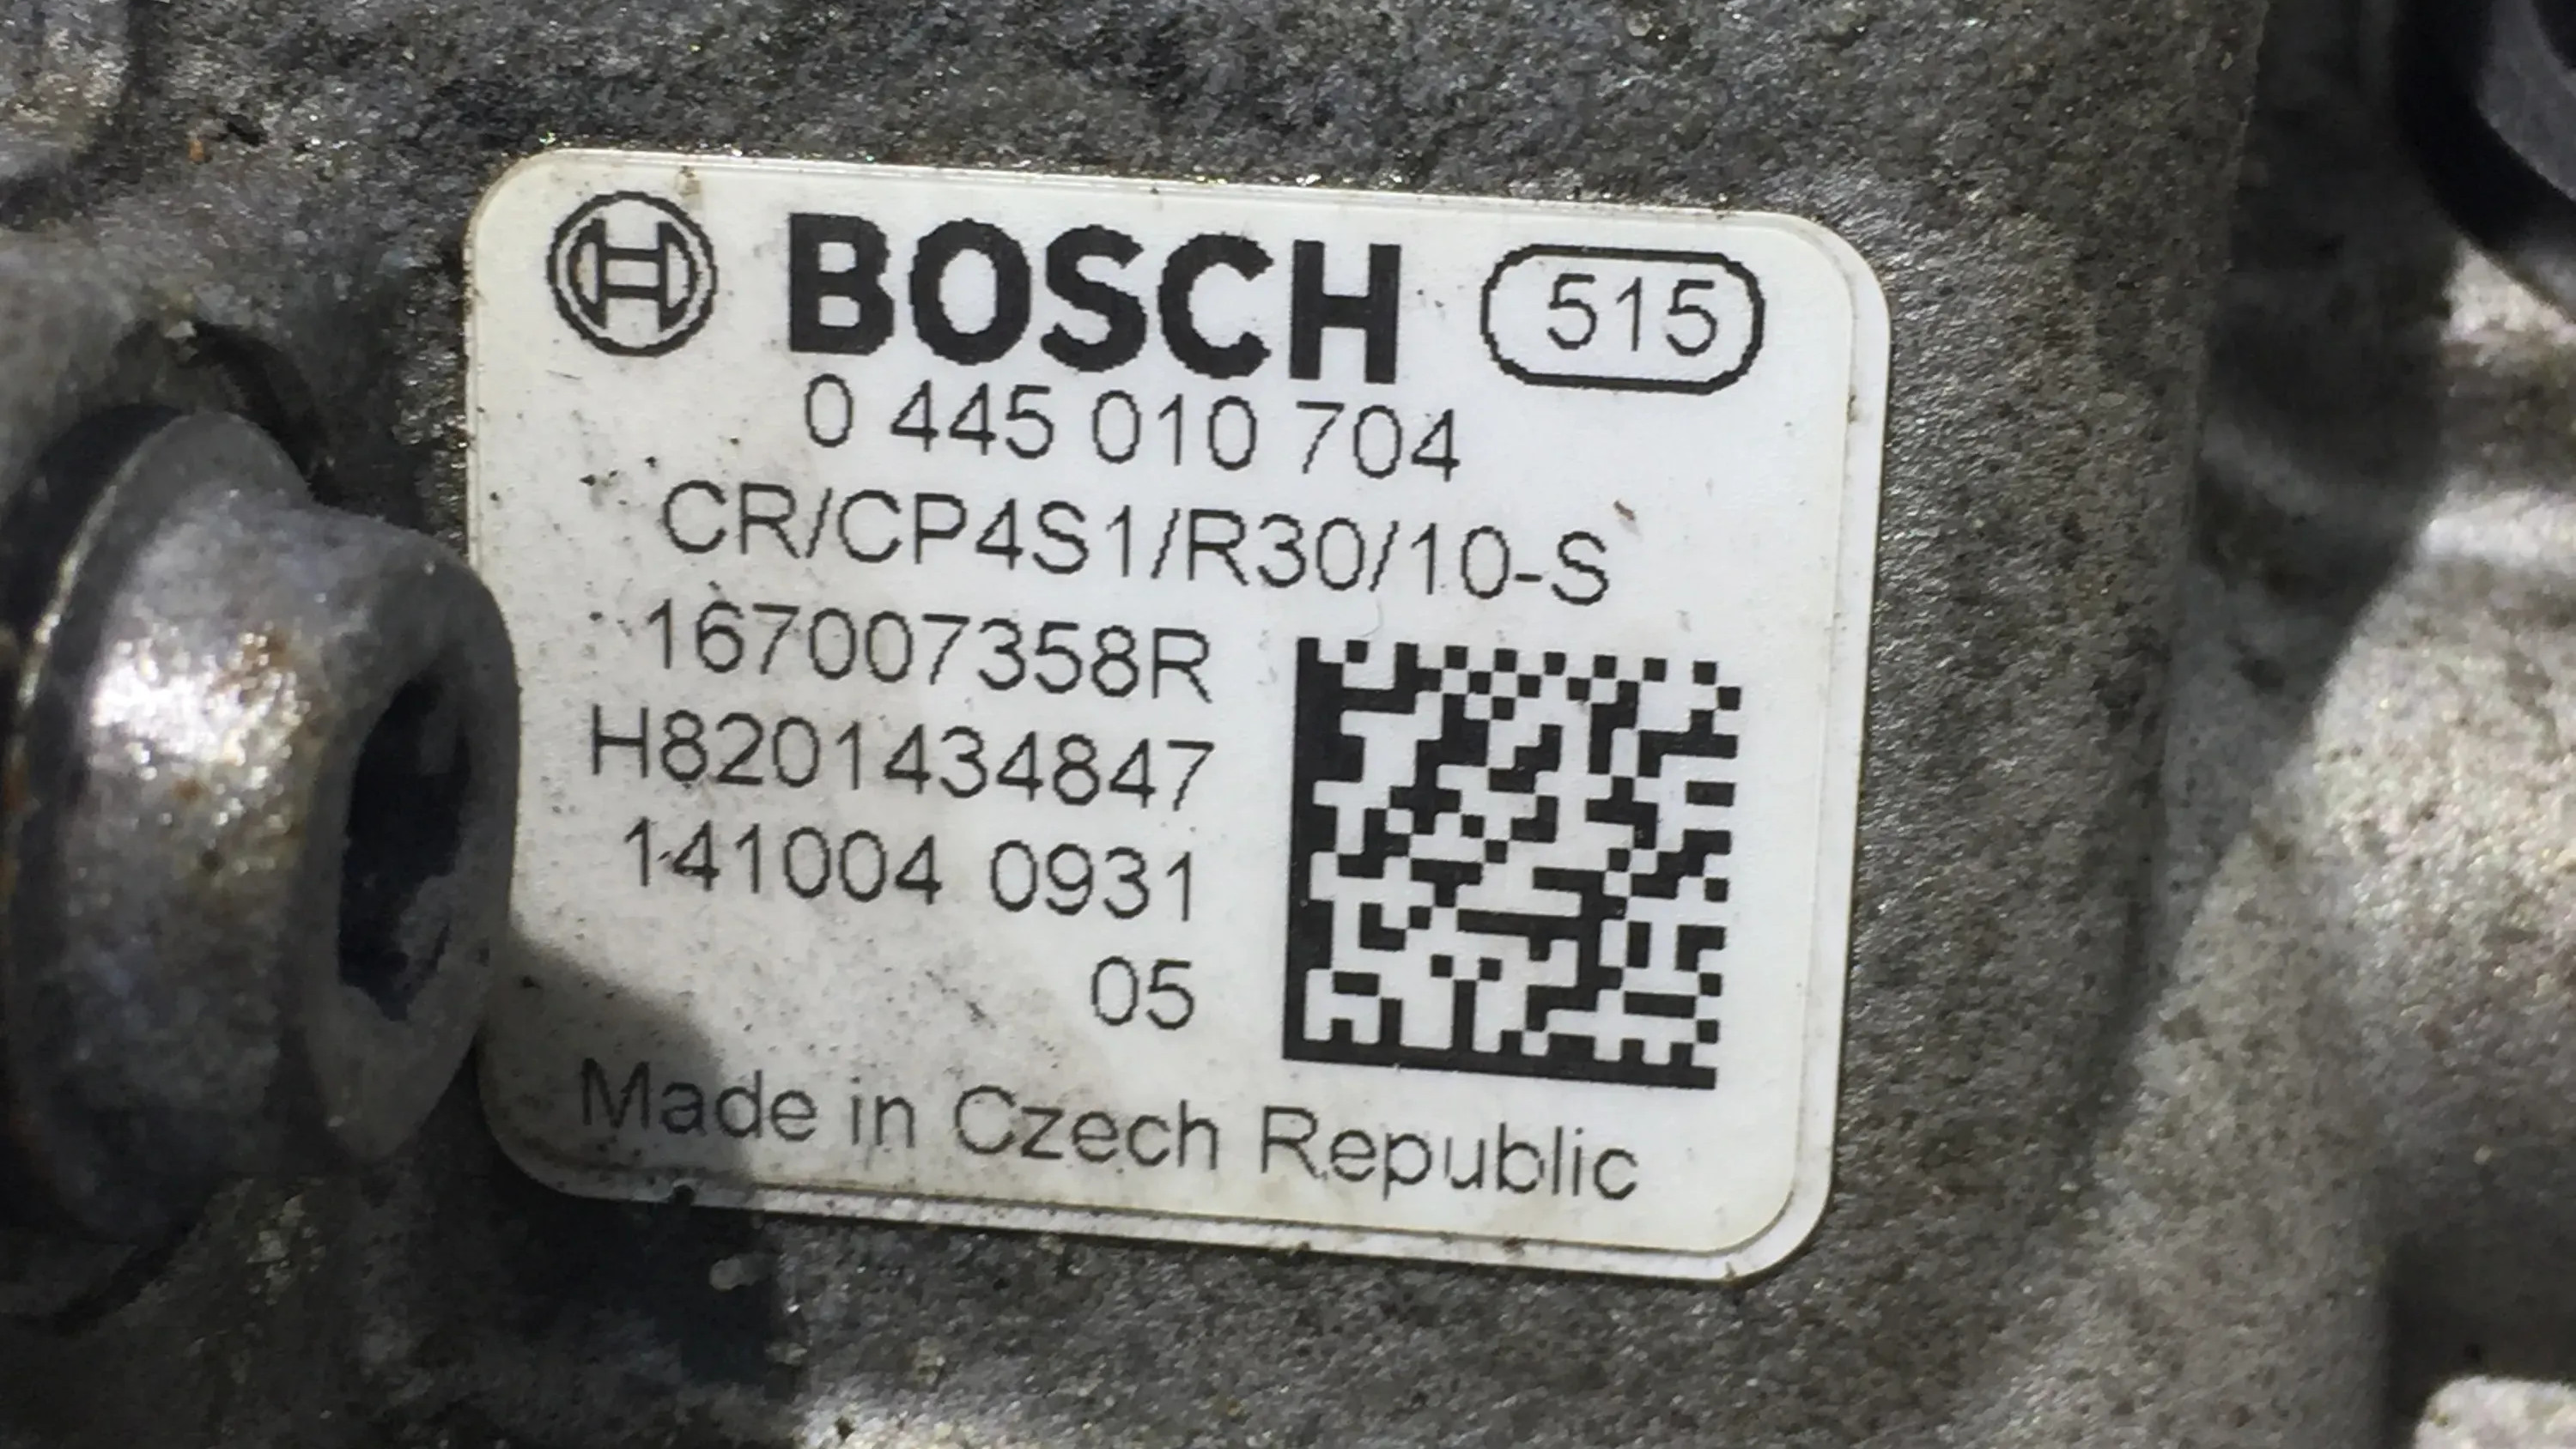 BOSCH 515
0 445 010 704
CR/CP4S1/R30/10-S
167007358R
H8201434847
141004 0931
05
Made in Czech Republic